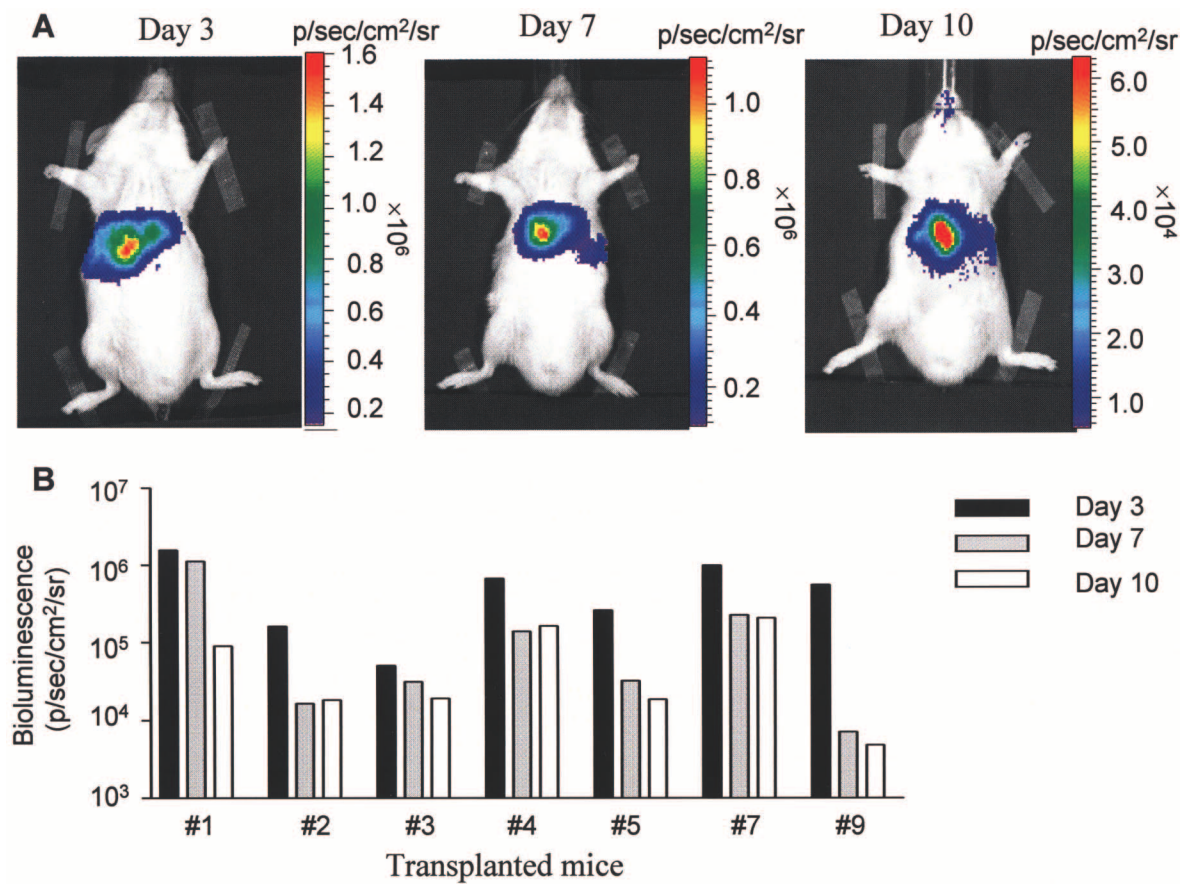 A
Day 3
p/sec/cm²/sr
1.6
1.4
1.2
1.0
0.8
0.6
0.4
0.2
×10⁶
Day 7
p/sec/cm²/sr
1.0
0.8
0.6
0.4
0.2
×10⁶
Day 10
p/sec/cm²/sr
6.0
5.0
4.0
3.0
2.0
1.0
×10⁴
B
Bioluminescence
(p/sec/cm²/sr)
10⁷
10⁶
10⁵
10⁴
10³
#1 #2 #3 #4 #5 #7 #9
Transplanted mice
Day 3
Day 7
Day 10